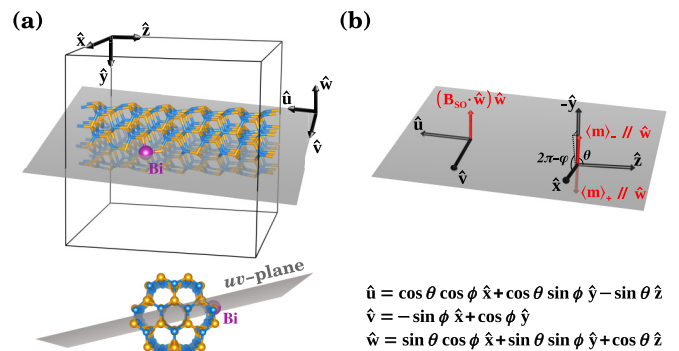 (a)
x̂
ẑ
ŷ
ŵ
û
v̂
Bi
uv–plane
Bi
(b)
(B_SO·ŵ)ŵ
û
v̂
-ŷ
⟨m⟩₋ // ŵ
2π–φ
θ
ẑ
x̂
⟨m⟩₊ // ŵ
û = cos θ cos ϕ x̂ + cos θ sin ϕ ŷ – sin θ ẑ
v̂ = – sin ϕ x̂ + cos ϕ ŷ
ŵ = sin θ cos ϕ x̂ + sin θ sin ϕ ŷ + cos θ ẑ